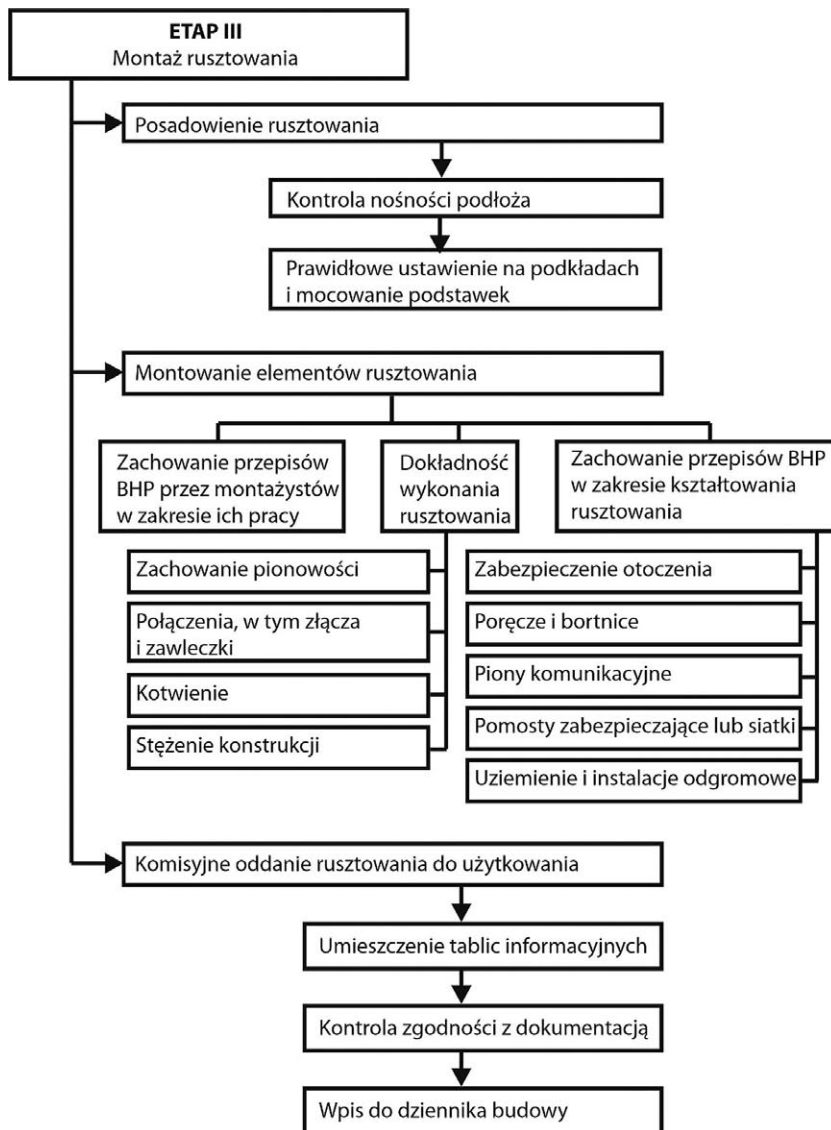 ETAP III
Montaż rusztowania
Posadowienie rusztowania
Kontrola nośności podłoża
Prawidłowe ustawienie na podkładach
i mocowanie podstawek
Montowanie elementów rusztowania
Zachowanie przepisów
BHP przez montażystów
w zakresie ich pracy
Dokładność
wykonania
rusztowania
Zachowanie przepisów BHP
w zakresie kształtowania
rusztowania
Zachowanie pionowości
Połączenia, w tym złącza
i zawleczki
Kotwienie
Stężenie konstrukcji
Zabezpieczenie otoczenia
Poręcze i bortnice
Piony komunikacyjne
Pomosty zabezpieczające lub siatki
Uziemienie i instalacje odgromowe
Komisyjne oddanie rusztowania do użytkowania
Umieszczenie tablic informacyjnych
Kontrola zgodności z dokumentacją
Wpis do dziennika budowy